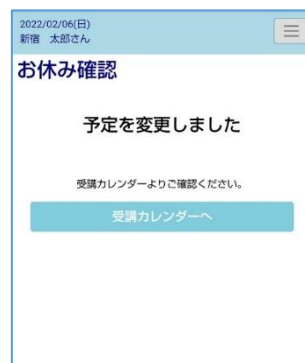 2022/02/06(日)
新宿　太郎さん
お休み確認
予定を変更しました
受講カレンダーよりご確認ください。
受講カレンダーへ